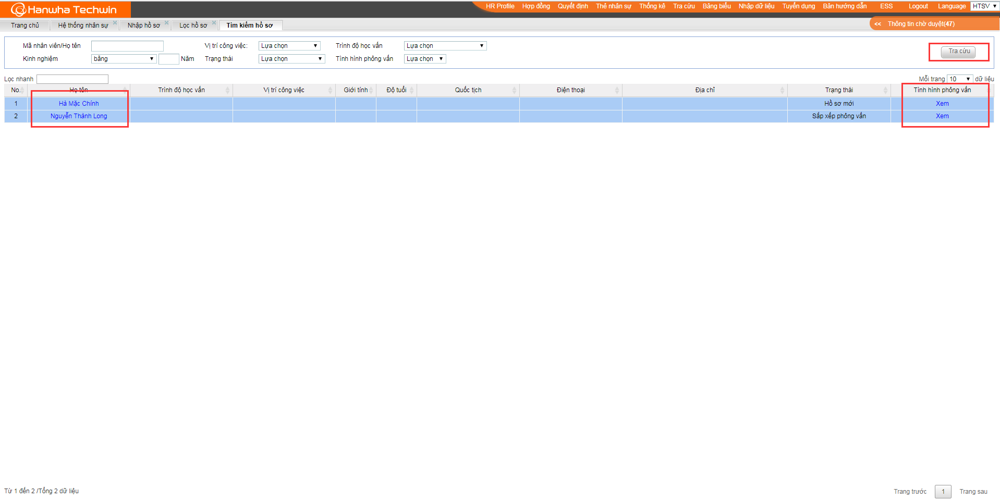 Hanwha Techwin
HR Profile Hợp đồng Quyết định Thẻ nhân sự Thống kê Tra cứu Bảng biểu Nhập dữ liệu Tuyển dụng Bản hướng dẫn ESS Logout Language HTSV
Trang chủ Hệ thống nhân sự Nhập hồ sơ Lọc hồ sơ Tìm kiếm hồ sơ
<< Thông tin chờ duyệt(47)
Mã nhân viên/Họ tên Vị trí công việc: Lựa chọn Trình độ học vấn Lựa chọn
Tra cứu
Kinh nghiệm bằng Năm Trạng thái Lựa chọn Tình hình phỏng vấn Lựa chọn
Lọc nhanh Mỗi trang 10 dữ liệu
No. Họ tên Trình độ học vấn Vị trí công việc Giới tính Độ tuổi Quốc tịch Điện thoại Địa chỉ Trạng thái Tình hình phỏng vấn
1 Hà Mặc Chính Hồ sơ mới Xem
2 Nguyễn Thành Long Sắp xếp phỏng vấn Xem
Từ 1 đến 2 /Tổng 2 dữ liệu Trang trước 1 Trang sau